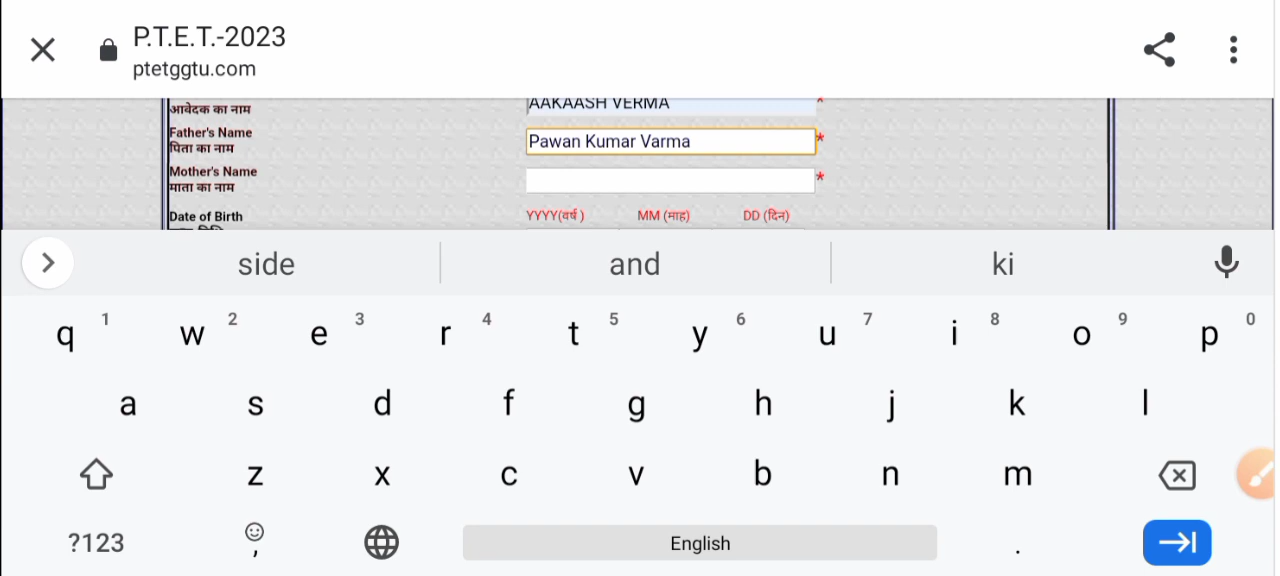 P.T.E.T.-2023
ptetggtu.com
आवेदक का नाम AAKAASH VERMA *
Father's Name
पिता का नाम
Pawan Kumar Varma *
Mother's Name
माता का नाम
*
Date of Birth YYYY(वर्ष ) MM (माह) DD (दिन)
side and ki
q 1 w 2 e 3 r 4 t 5 y 6 u 7 i 8 o 9 p 0
a s d f g h j k l
z x c v b n m
?123 , English .